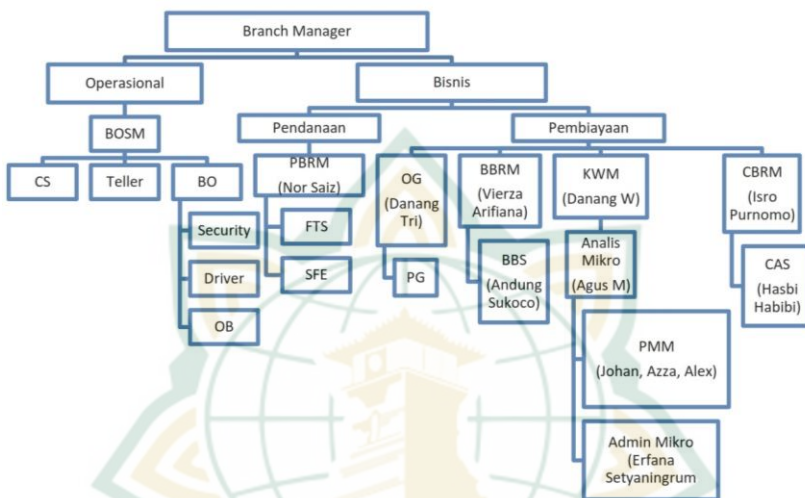 Branch Manager
Operasional
Bisnis
BOSM
Pendanaan
Pembiayaan
CS
Teller
BO
PBRM
(Nor Saiz)
OG
(Danang
Tri)
BBRM
(Vierza
Arifiana)
KWM
(Danang W)
CBRM
(Isro
Purnomo)
Security
FTS
Analis
Mikro
(Agus M)
Driver
SFE
PG
BBS
(Andung
Sukoco)
CAS
(Hasbi
Habibi)
OB
PMM
(Johan, Azza, Alex)
Admin Mikro
(Erfana
Setyaningrum